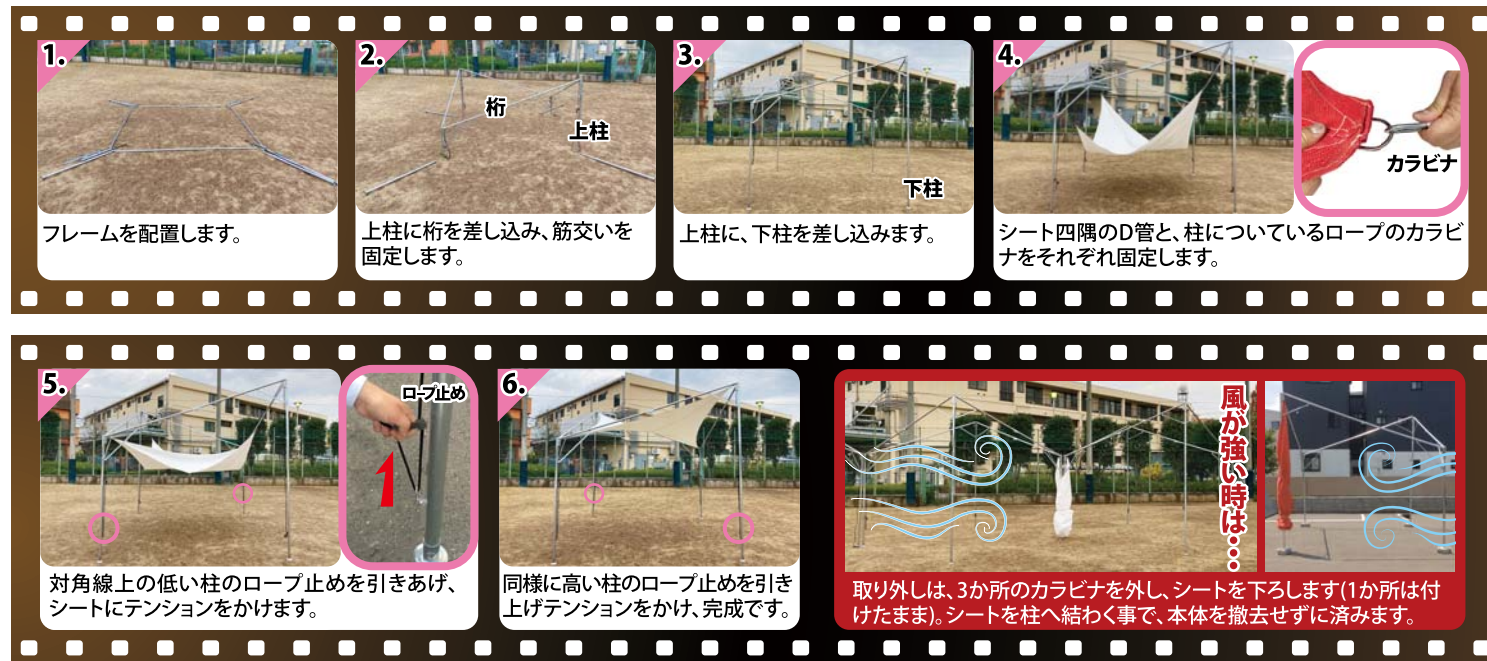 1.
フレームを配置します。
2.
桁
上柱
上柱に桁を差し込み、筋交いを
固定します。
3.
下柱
上柱に、下柱を差し込みます。
4.
カラビナ
シート四隅のD管と、柱についているロープのカラビ
ナをそれぞれ固定します。
5.
ロープ止め
対角線上の低い柱のロープ止めを引きあげ、
シートにテンションをかけます。
6.
同様に高い柱のロープ止めを引き
上げテンションをかけ、完成です。
風が強い時は・・・
取り外しは、3か所のカラビナを外し、シートを下ろします(1か所は付
けたまま)。シートを柱へ結わく事で、本体を撤去せずに済みます。